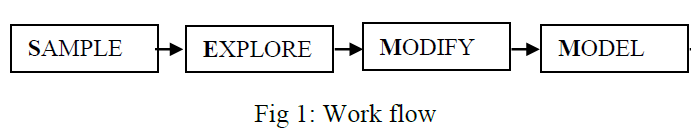 SAMPLE EXPLORE MODIFY MODEL
Fig 1: Work flow